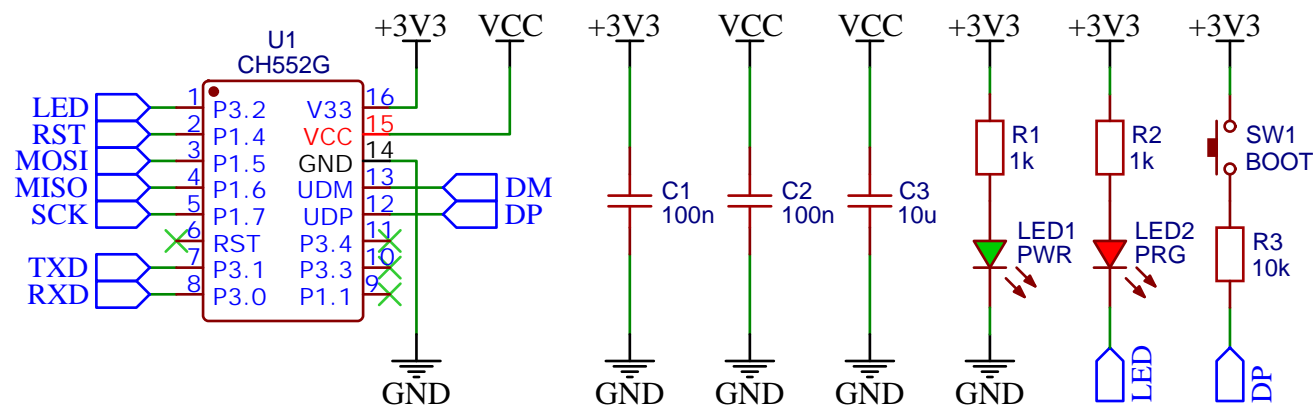 U1
CH552G
LED
RST
MOSI
MISO
SCK
TXD
RXD
1
2
3
4
5
6
7
8
P3.2
P1.4
P1.5
P1.6
P1.7
RST
P3.1
P3.0
V33
VCC
GND
UDM
UDP
P3.4
P3.3
P1.1
16
15
14
13
12
11
10
9
+3V3
VCC
DM
DP
GND
+3V3
C1
100n
GND
VCC
C2
100n
GND
VCC
C3
10u
GND
+3V3
R1
1k
LED1
PWR
GND
+3V3
R2
1k
LED2
PRG
LED
+3V3
SW1
BOOT
R3
10k
DP